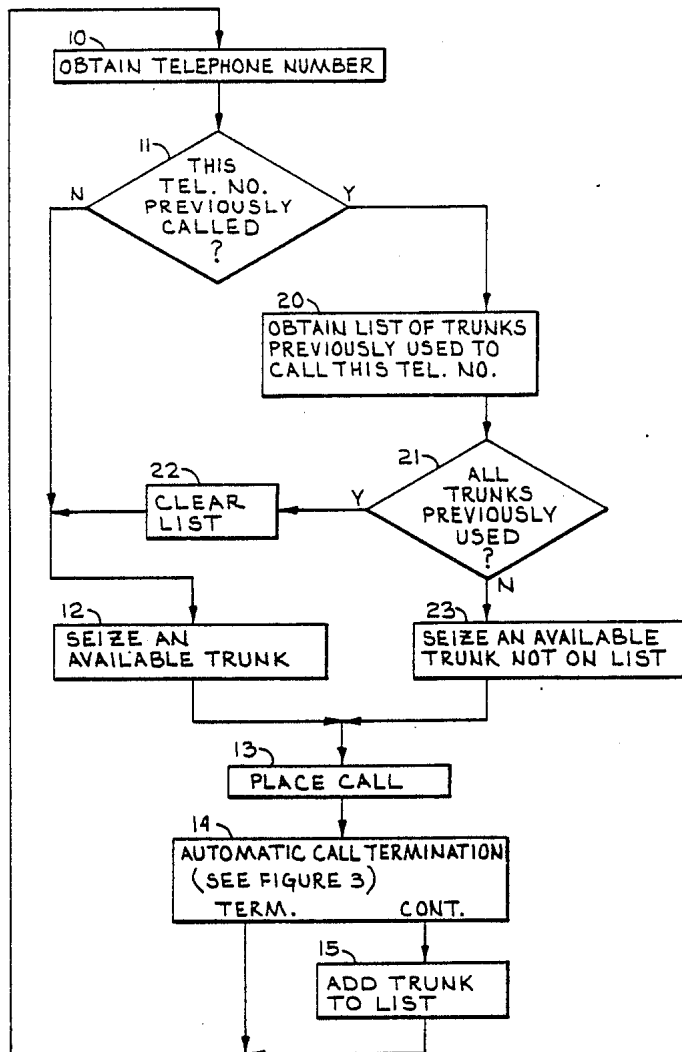 10
OBTAIN TELEPHONE NUMBER
11
THIS
TEL. NO.
PREVIOUSLY
CALLED
?
N
Y
20
OBTAIN LIST OF TRUNKS
PREVIOUSLY USED TO
CALL THIS TEL. NO.
21
ALL
TRUNKS
PREVIOUSLY
USED
?
Y
N
22
CLEAR
LIST
12
SEIZE AN
AVAILABLE TRUNK
23
SEIZE AN AVAILABLE
TRUNK NOT ON LIST
13
PLACE CALL
14
AUTOMATIC CALL TERMINATION
(SEE FIGURE 3)
TERM. CONT.
15
ADD TRUNK
TO LIST